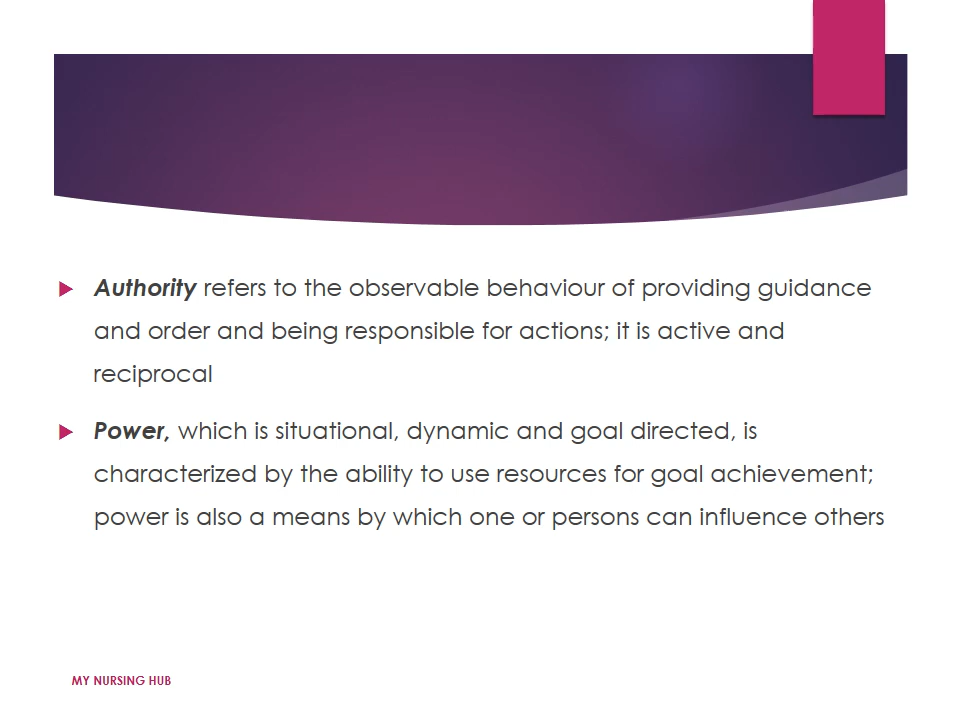 Authority refers to the observable behaviour of providing guidance
and order and being responsible for actions; it is active and
reciprocal
Power, which is situational, dynamic and goal directed, is
characterized by the ability to use resources for goal achievement;
power is also a means by which one or persons can influence others
MY NURSING HUB